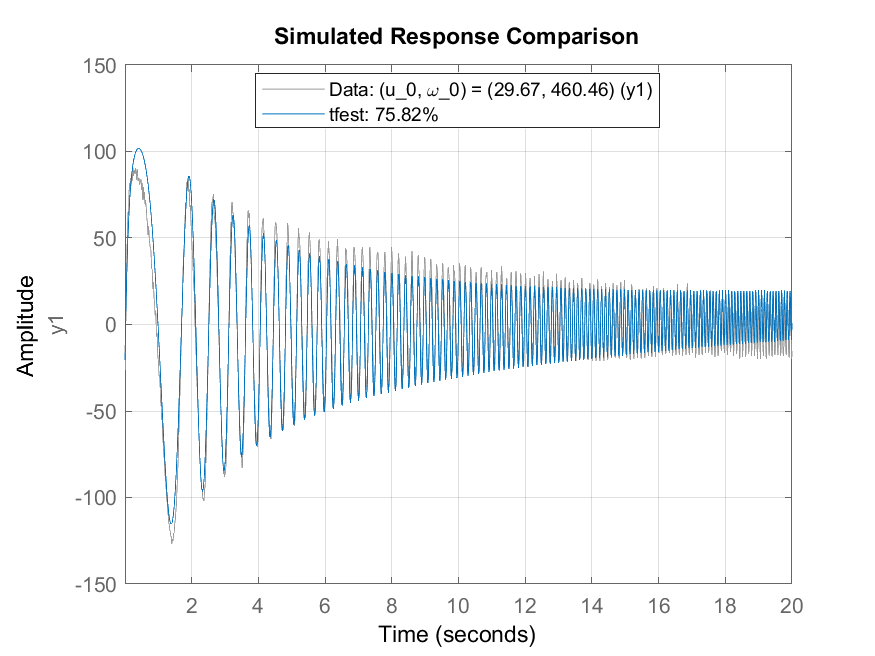 Simulated Response Comparison
Data: (u_0, ω_0) = (29.67, 460.46) (y1)
tfest: 75.82%
150
100
50
0
-50
-100
-150
Amplitude
y1
2 4 6 8 10 12 14 16 18 20
Time (seconds)